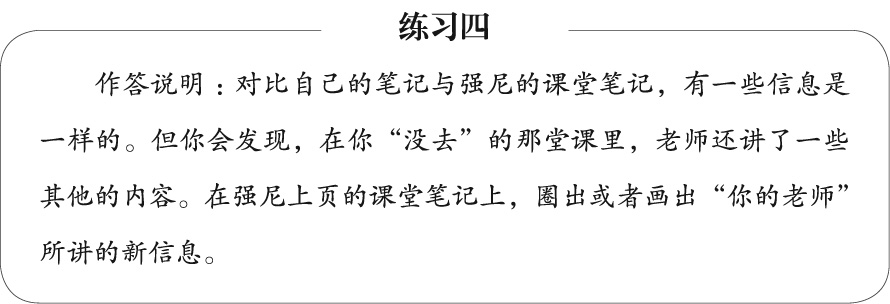 练习四
作答说明：对比自己的笔记与强尼的课堂笔记，有一些信息是
一样的。但你会发现，在你“没去”的那堂课里，老师还讲了一些
其他的内容。在强尼上页的课堂笔记上，圈出或者画出“你的老师”
所讲的新信息。